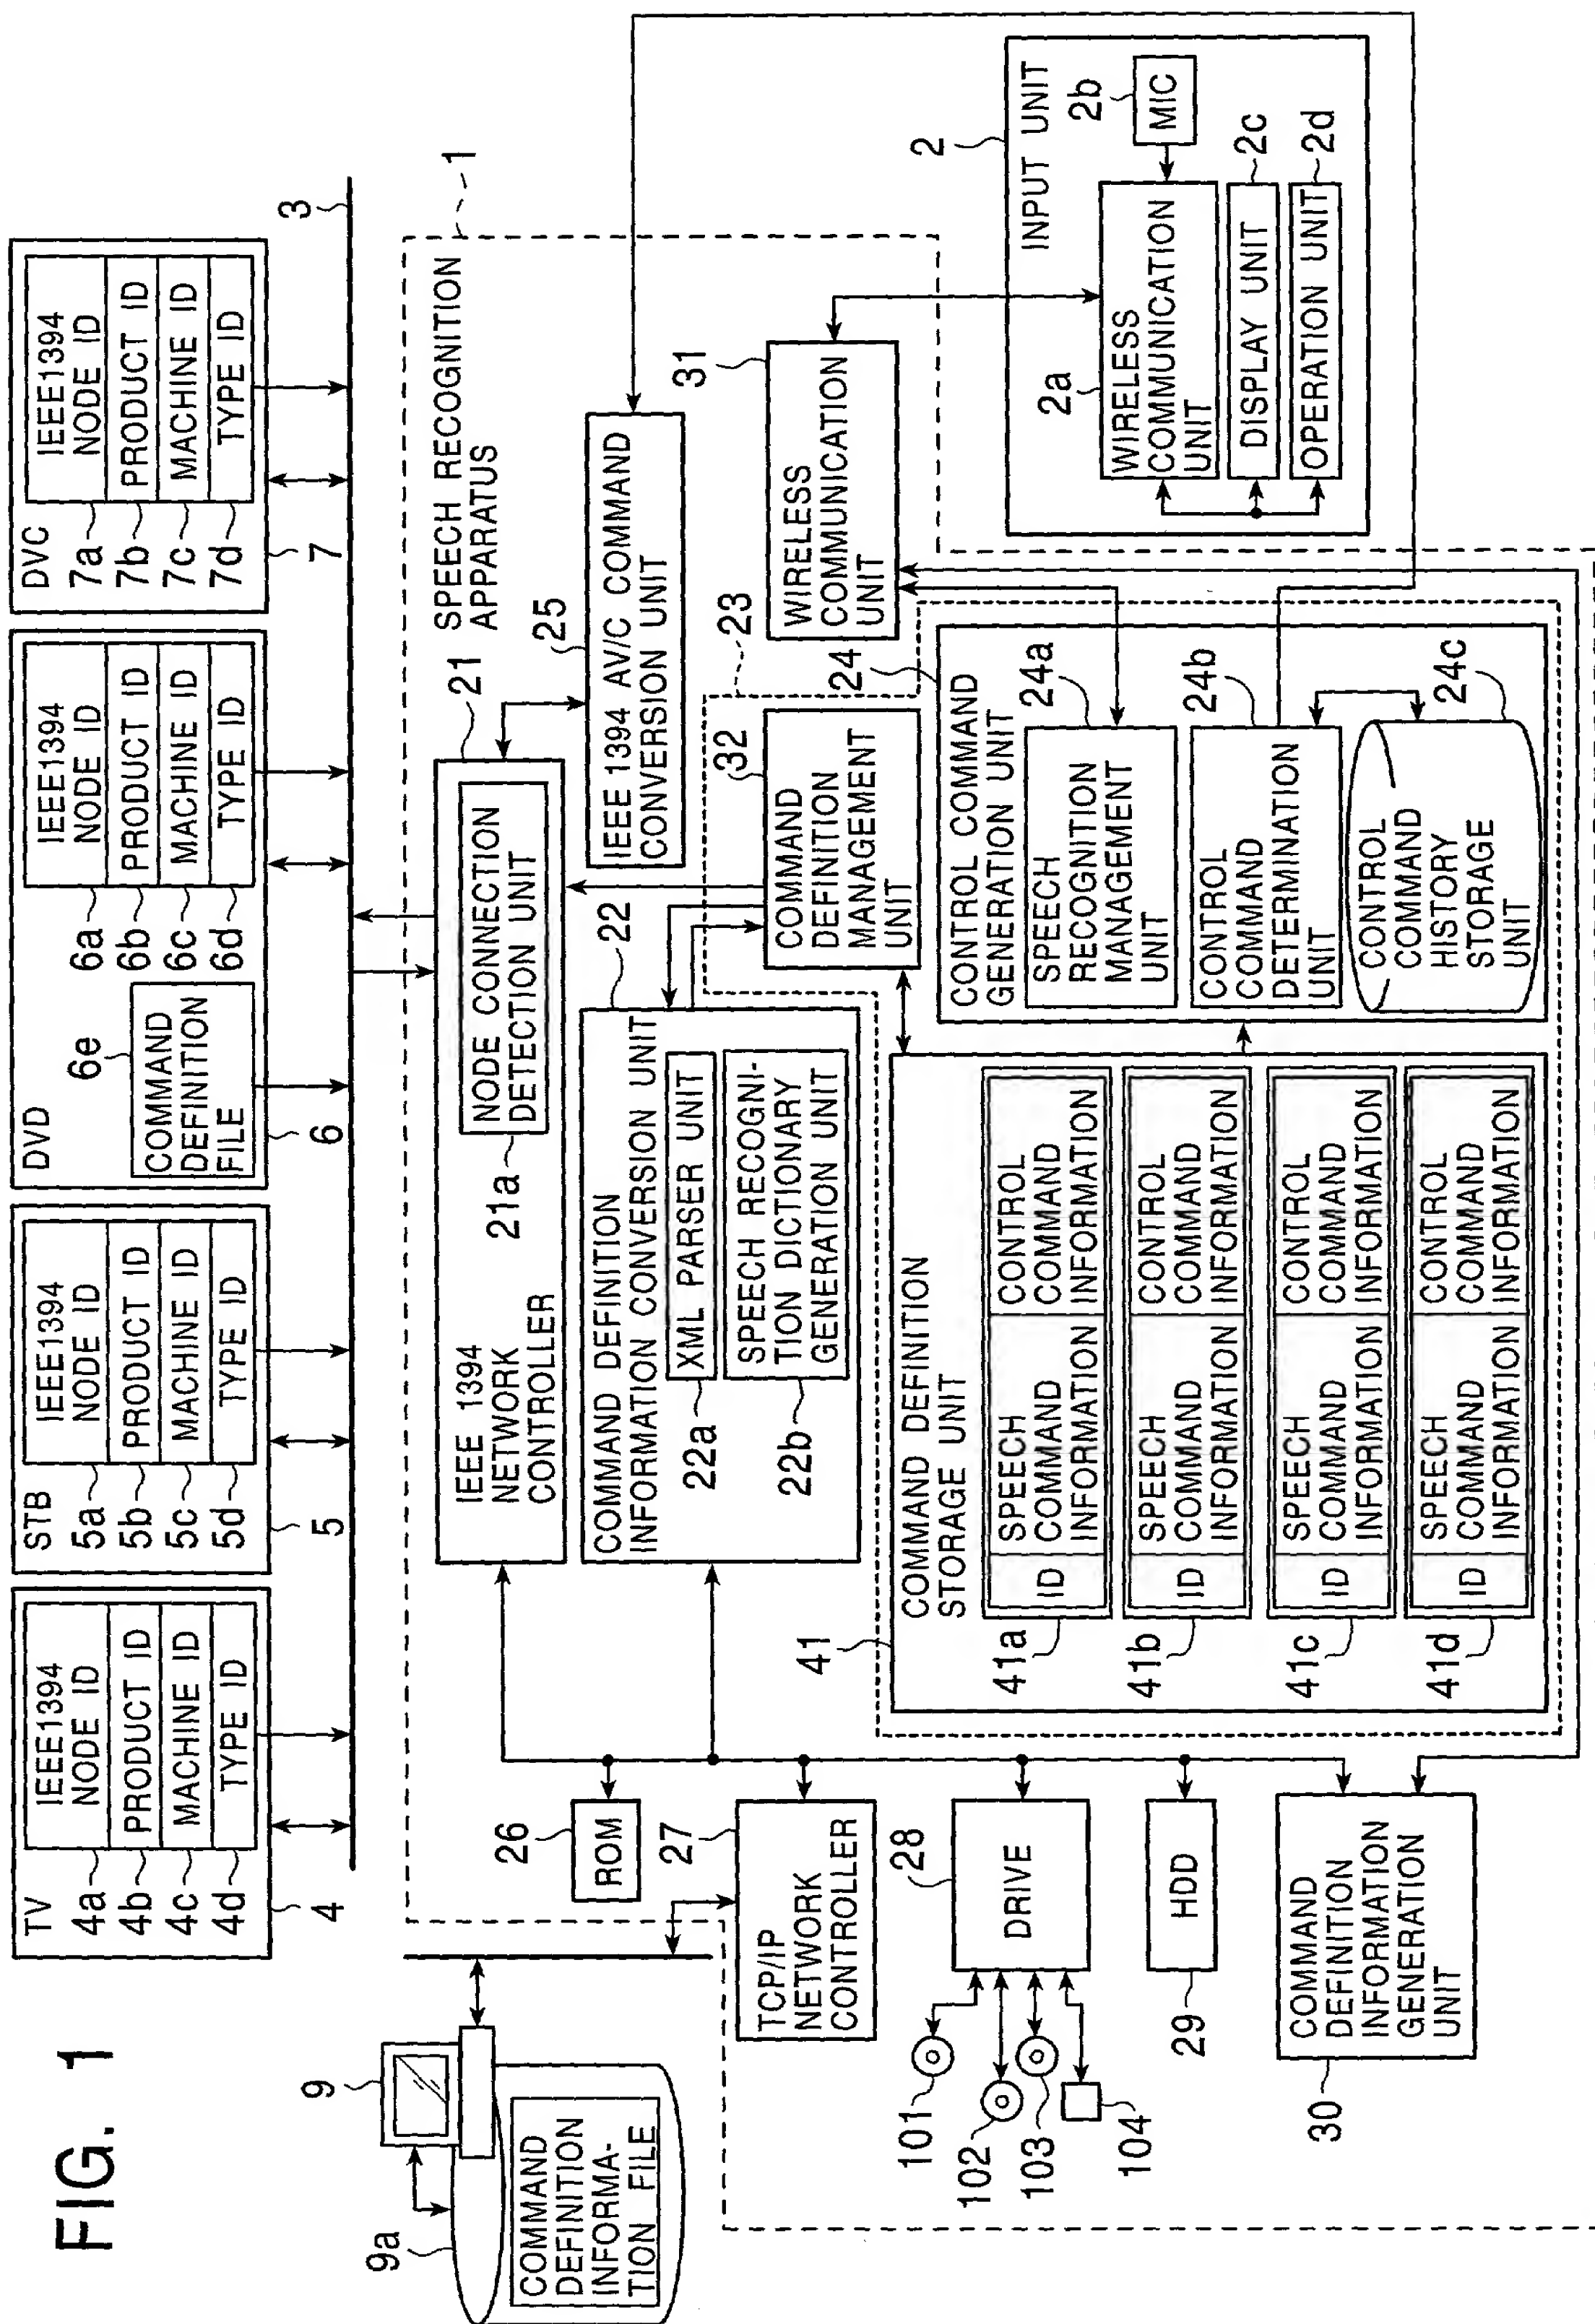 FIG. 1
TV
IEEE1394
NODE ID
PRODUCT ID
MACHINE ID
TYPE ID
4a
4b
4c
4d
4
STB
IEEE1394
NODE ID
PRODUCT ID
MACHINE ID
TYPE ID
5a
5b
5c
5d
5
DVD
6e
COMMAND
DEFINITION
FILE
6
IEEE1394
NODE ID
PRODUCT ID
MACHINE ID
TYPE ID
6a
6b
6c
6d
DVC
IEEE1394
NODE ID
PRODUCT ID
MACHINE ID
TYPE ID
7a
7b
7c
7d
7
3
9
9a
COMMAND
DEFINITION
INFORMA-
TION FILE
SPEECH RECOGNITION
APPARATUS
1
IEEE 1394
NETWORK
CONTROLLER
21
NODE CONNECTION
DETECTION UNIT
21a
COMMAND DEFINITION
INFORMATION CONVERSION UNIT
22
XML PARSER UNIT
22a
SPEECH RECOGNI-
TION DICTIONARY
GENERATION UNIT
22b
25
IEEE 1394 AV/C COMMAND
CONVERSION UNIT
23
32
COMMAND
DEFINITION
MANAGEMENT
UNIT
31
WIRELESS
COMMUNICATION
UNIT
2
INPUT UNIT
2b
MIC
2a
WIRELESS
COMMUNICATION
UNIT
2c
DISPLAY UNIT
2d
OPERATION UNIT
26
ROM
27
TCP/IP
NETWORK
CONTROLLER
28
DRIVE
101
102
103
104
HDD
29
COMMAND
DEFINITION
INFORMATION
GENERATION
UNIT
30
41
COMMAND DEFINITION
STORAGE UNIT
41a
ID
SPEECH
COMMAND
INFORMATION
CONTROL
COMMAND
INFORMATION
41b
ID
SPEECH
COMMAND
INFORMATION
CONTROL
COMMAND
INFORMATION
41c
ID
SPEECH
COMMAND
INFORMATION
CONTROL
COMMAND
INFORMATION
41d
ID
SPEECH
COMMAND
INFORMATION
CONTROL
COMMAND
INFORMATION
24
CONTROL COMMAND
GENERATION UNIT
24a
SPEECH
RECOGNITION
MANAGEMENT
UNIT
24b
CONTROL
COMMAND
DETERMINATION
UNIT
24c
CONTROL
COMMAND
HISTORY
STORAGE
UNIT